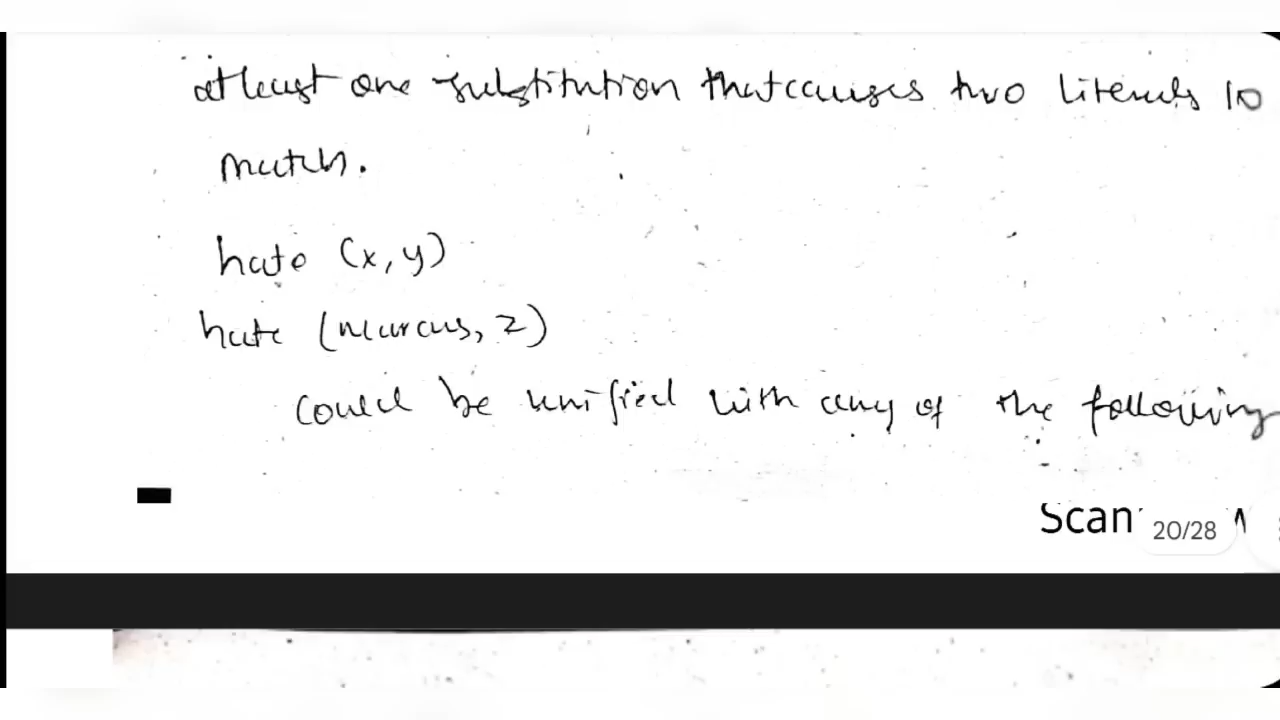 atleast one substitution that causes two literals to
match.
hate (x, y)
hate (marcus, z)
could be unified with any of the following
Scan
20/28